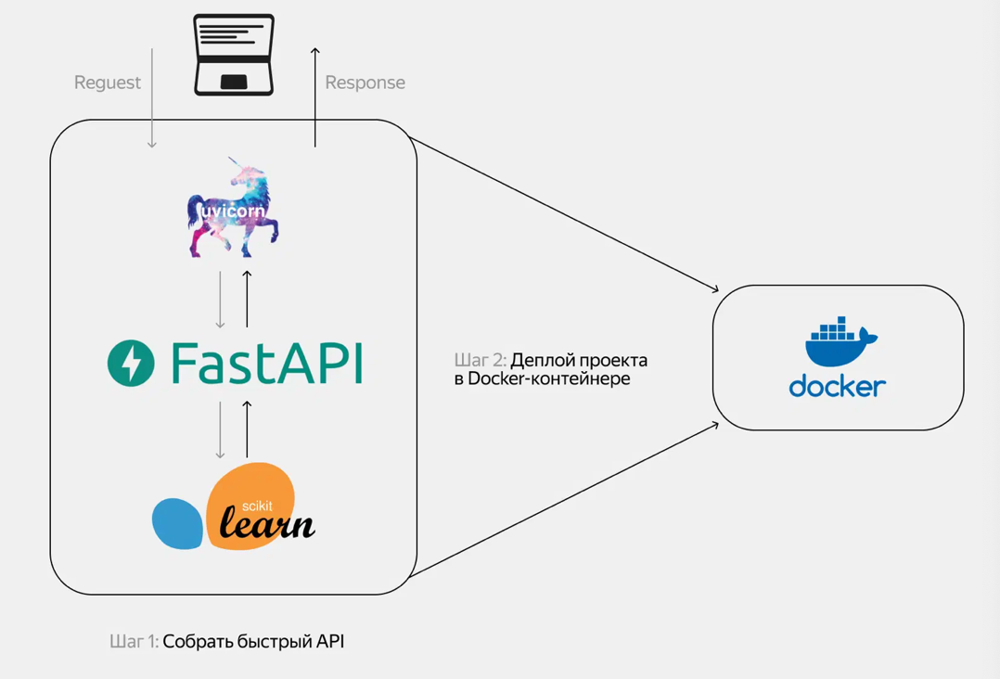 Reguest
Response
uvicorn
FastAPI
scikit
learn
Шаг 2: Деплой проекта
в Docker-контейнере
docker
Шаг 1: Собрать быстрый API